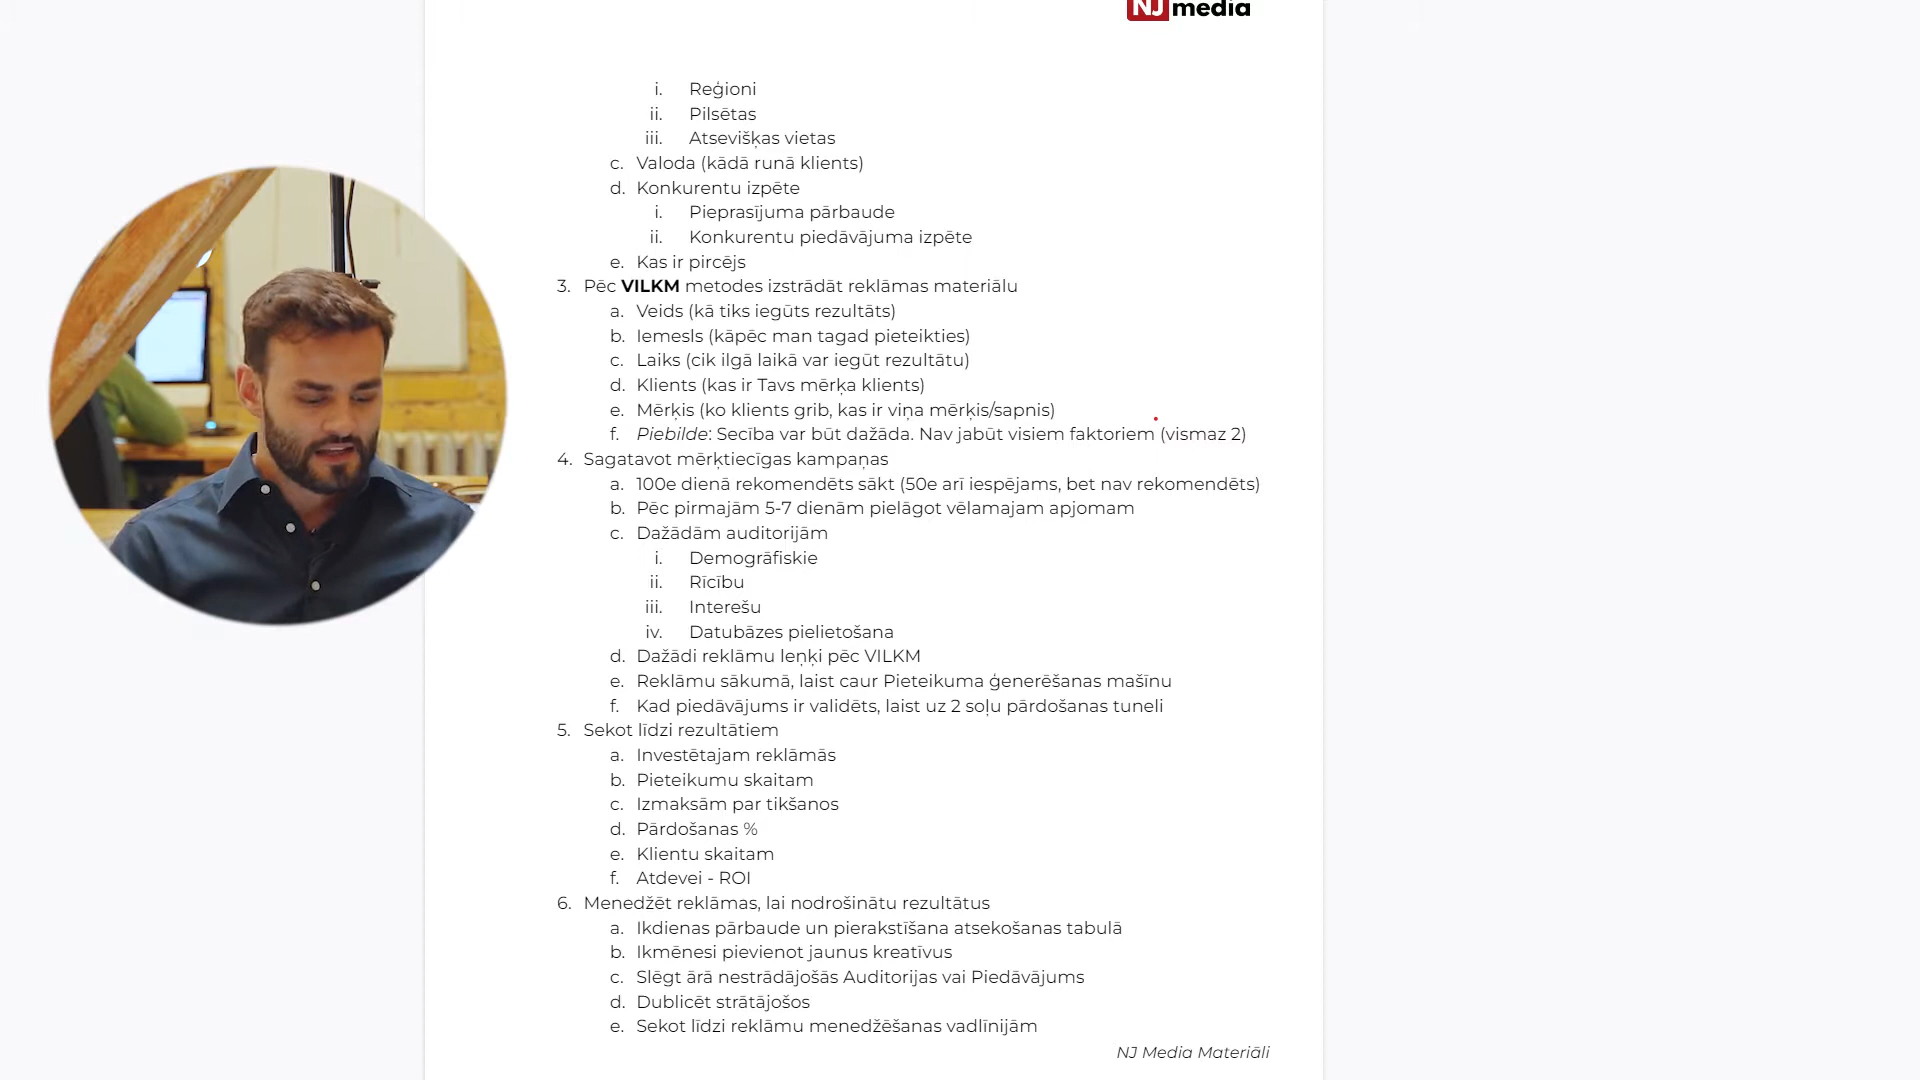 NJ media
i. Reģioni
ii. Pilsētas
iii. Atsevišķas vietas
c. Valoda (kādā runā klients)
d. Konkurentu izpēte
i. Pieprasījuma pārbaude
ii. Konkurentu piedāvājuma izpēte
e. Kas ir pircējs
3. Pēc VILKM metodes izstrādāt reklāmas materiālu
a. Veids (kā tiks iegūts rezultāts)
b. Iemesls (kāpēc man tagad pieteikties)
c. Laiks (cik ilgā laikā var iegūt rezultātu)
d. Klients (kas ir Tavs mērķa klients)
e. Mērķis (ko klients grib, kas ir viņa mērķis/sapnis)
f. Piebilde: Secība var būt dažāda. Nav jabūt visiem faktoriem (vismaz 2)
4. Sagatavot mērķtiecīgas kampaņas
a. 100e dienā rekomendēts sākt (50e arī iespējams, bet nav rekomendēts)
b. Pēc pirmajām 5-7 dienām pielāgot vēlamajam apjomam
c. Dažādām auditorijām
i. Demogrāfiskie
ii. Rīcību
iii. Interešu
iv. Datubāzes pielietošana
d. Dažādi reklāmu leņķi pēc VILKM
e. Reklāmu sākumā, laist caur Pieteikuma ģenerēšanas mašīnu
f. Kad piedāvājums ir validēts, laist uz 2 soļu pārdošanas tuneli
5. Sekot līdzi rezultātiem
a. Investētajam reklāmās
b. Pieteikumu skaitam
c. Izmaksām par tikšanos
d. Pārdošanas %
e. Klientu skaitam
f. Atdevei - ROI
6. Menedžēt reklāmas, lai nodrošinātu rezultātus
a. Ikdienas pārbaude un pierakstīšana atsekošanas tabulā
b. Ikmēnesi pievienot jaunus kreatīvus
c. Slēgt ārā nestrādājošās Auditorijas vai Piedāvājums
d. Dublicēt strātājošos
e. Sekot līdzi reklāmu menedžēšanas vadlīnijām
NJ Media Materiāli